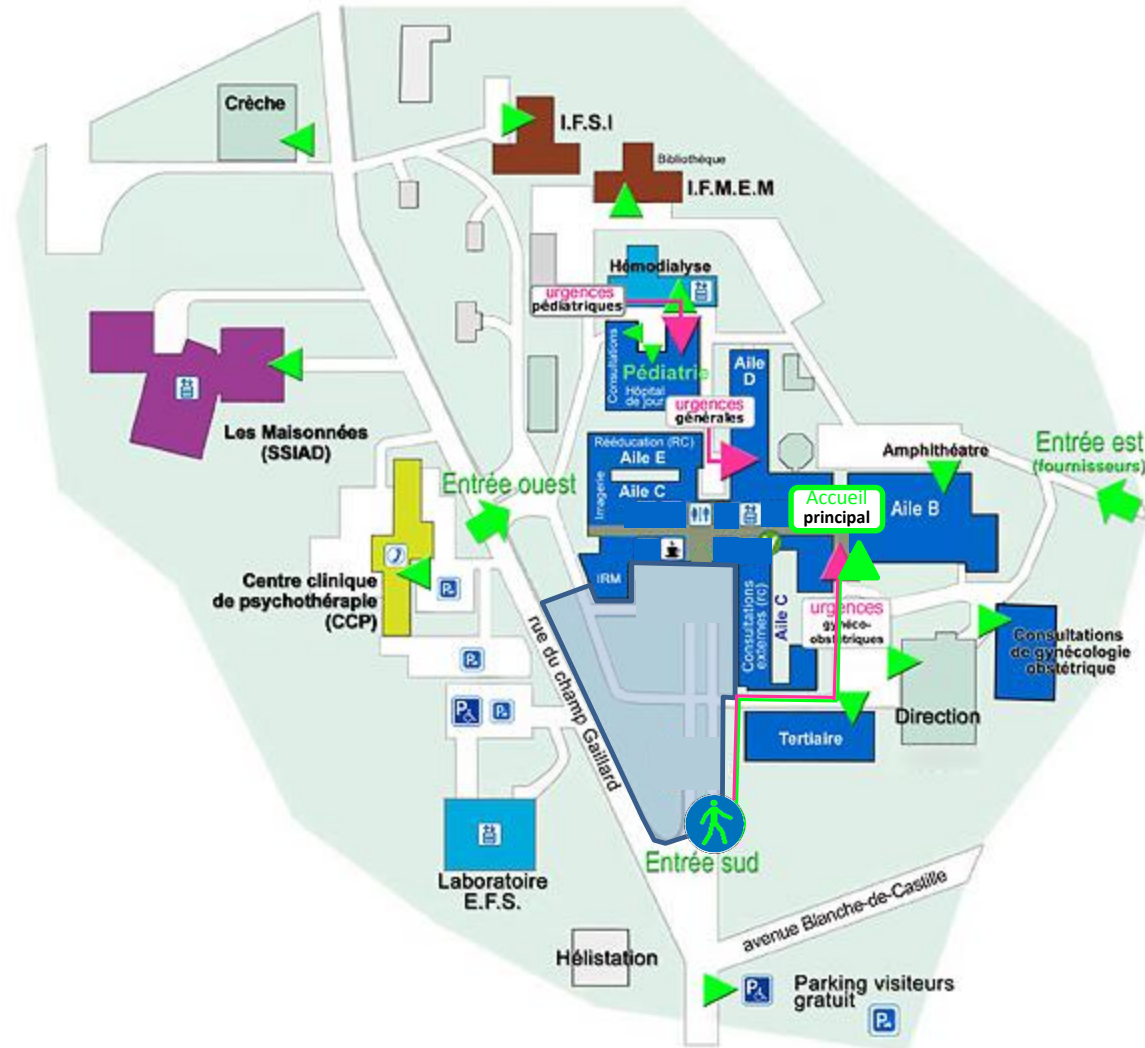 Crèche
I.F.S.I
Bibliothèque
I.F.M.E.M
Hémodialyse
urgences
pédiatriques
Consultations
Pédiatrie
Hôpital
de jour
Aile
D
urgences
générales
Rééducation (RC)
Aile E
Imagerie
Aile C
Amphithéatre
Entrée est
(fournisseurs)
Accueil
principal
Aile B
Les Maisonnées
(SSIAD)
Entrée ouest
IRM
Consultations
externes (rc)
Aile C
urgences
gynéco-
obstétriques
Centre clinique
de psychothérapie
(CCP)
P
P
P
P
Consultations
de gynécologie
obstétrique
Direction
Tertiaire
rue du champ Gaillard
Entrée sud
Laboratoire
E.F.S.
avenue Blanche-de-Castille
Hélistation
P
Parking visiteurs
gratuit
P